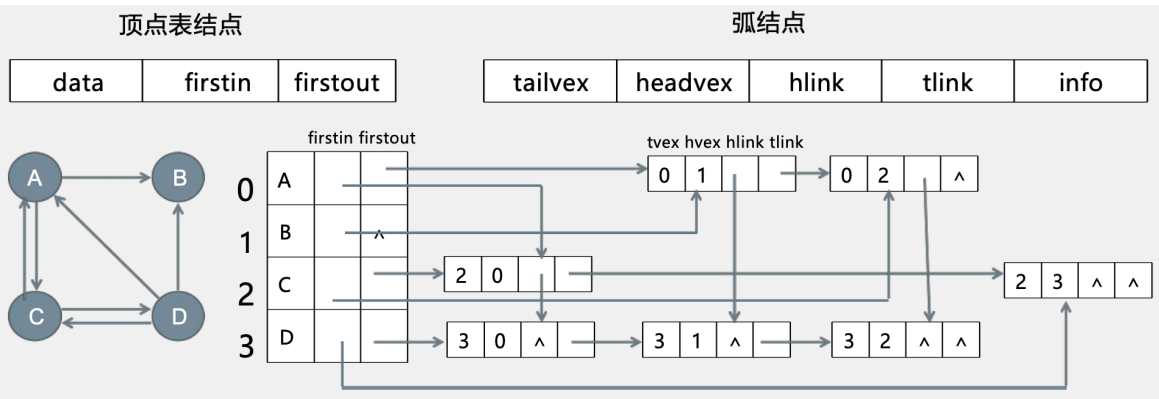 顶点表结点
弧结点
data firstin firstout
tailvex headvex hlink tlink info
firstin firstout
tvex hvex hlink tlink
A B
C D
0 A
1 B ^
2 C
3 D
0 1
0 2 ^
2 0
2 3 ^ ^
3 0 ^
3 1 ^
3 2 ^ ^